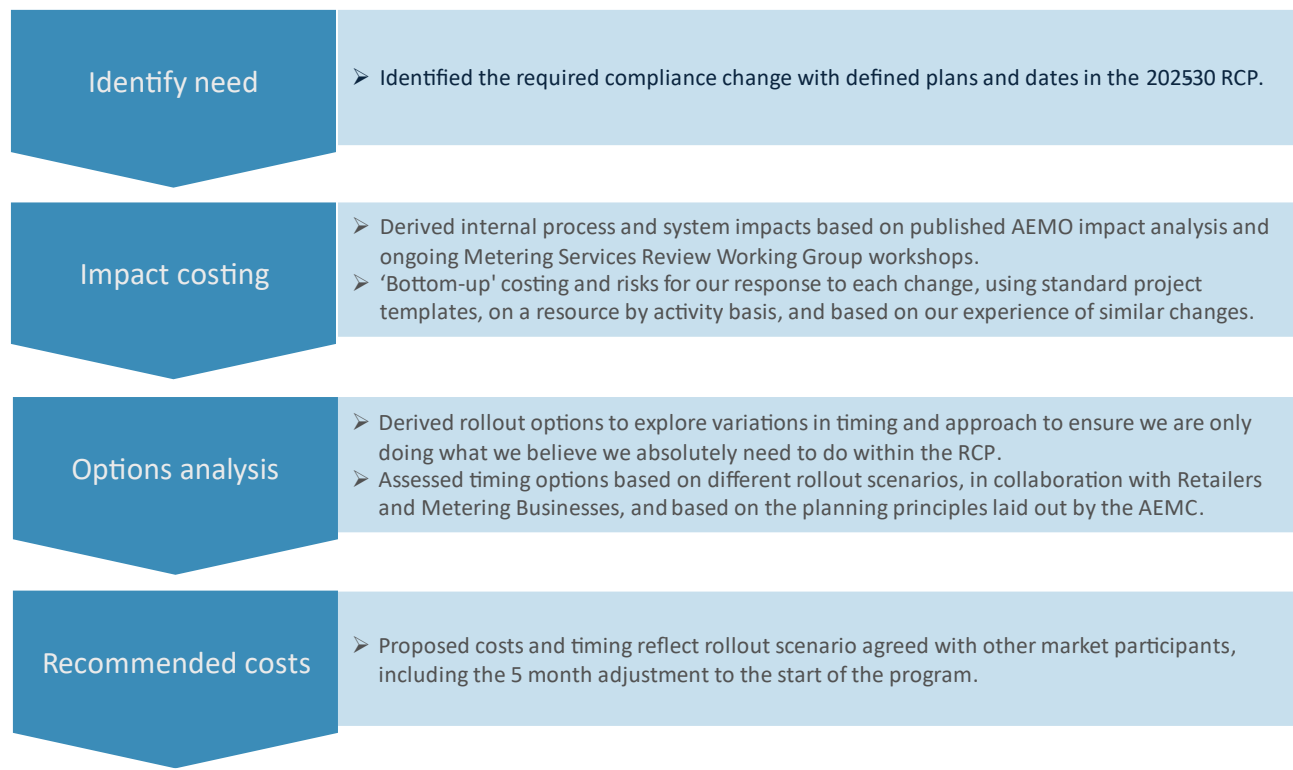 Identify need
➢ Identified the required compliance change with defined plans and dates in the 202530 RCP.
Impact costing
➢ Derived internal process and system impacts based on published AEMO impact analysis and
ongoing Metering Services Review Working Group workshops.
➢ ‘Bottom-up' costing and risks for our response to each change, using standard project
templates, on a resource by activity basis, and based on our experience of similar changes.
Options analysis
➢ Derived rollout options to explore variations in timing and approach to ensure we are only
doing what we believe we absolutely need to do within the RCP.
➢ Assessed timing options based on different rollout scenarios, in collaboration with Retailers
and Metering Businesses, and based on the planning principles laid out by the AEMC.
Recommended costs
➢ Proposed costs and timing reflect rollout scenario agreed with other market participants,
including the 5 month adjustment to the start of the program.